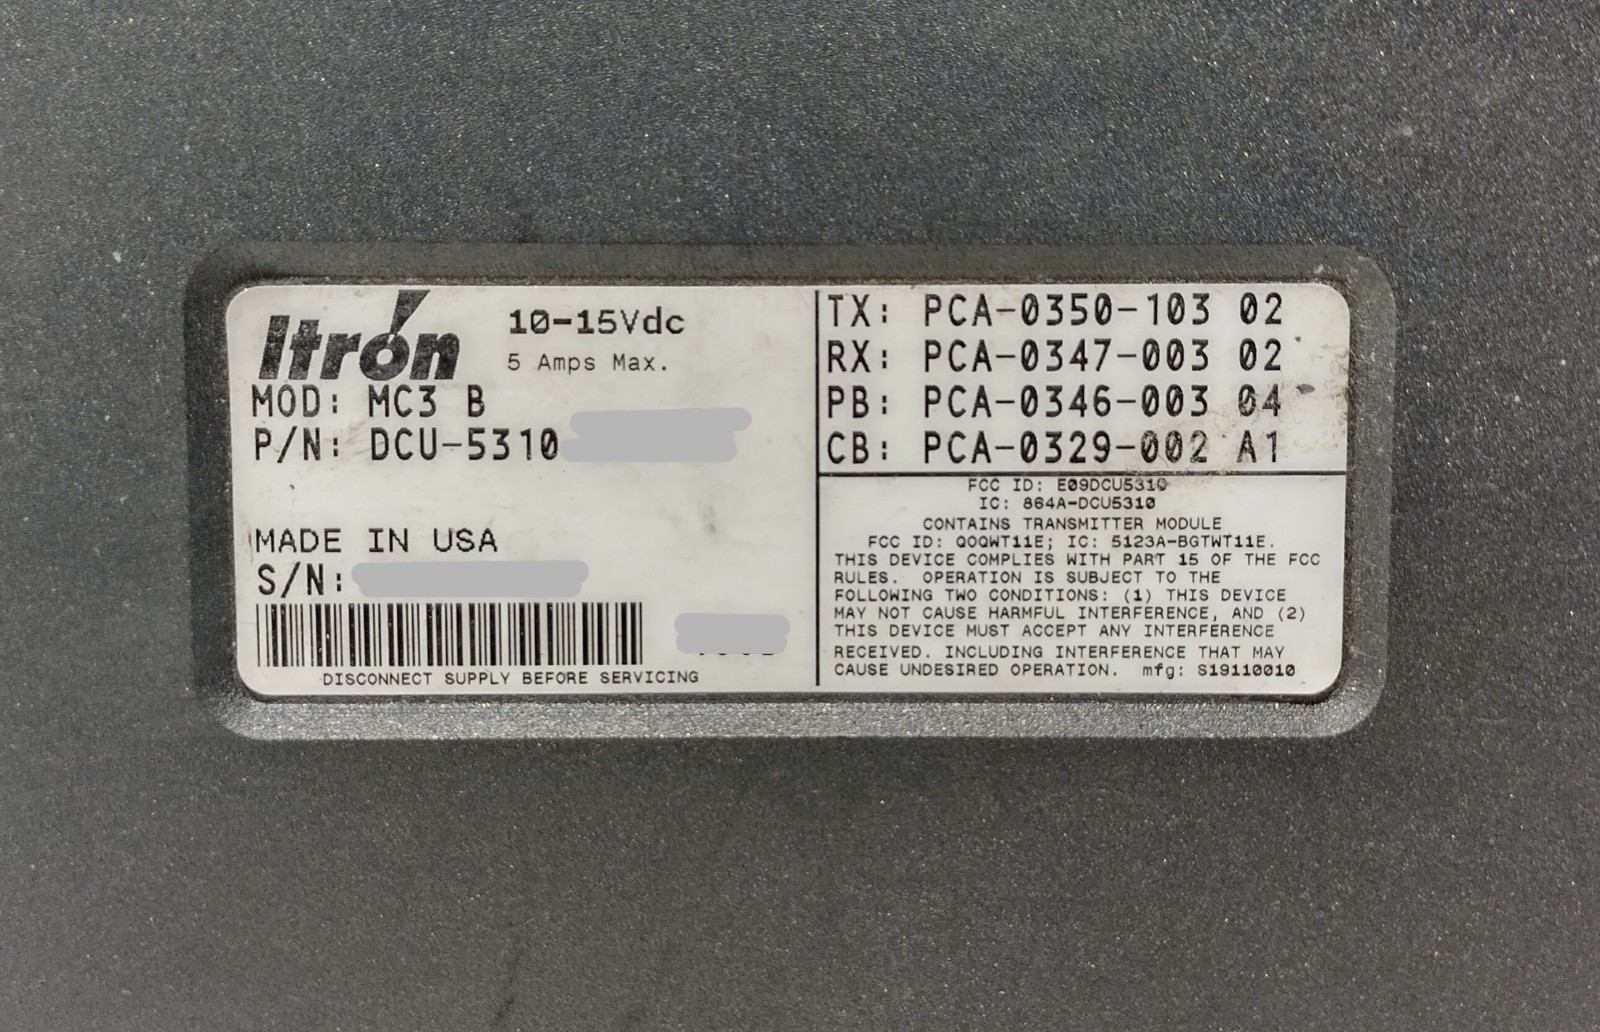 Itron
10-15Vdc
5 Amps Max.
MOD: MC3 B
P/N: DCU-5310
MADE IN USA
S/N:
DISCONNECT SUPPLY BEFORE SERVICING
TX: PCA-0350-103 02
RX: PCA-0347-003 02
PB: PCA-0346-003 04
CB: PCA-0329-002 A1
FCC ID: E09DCU5310
IC: 864A-DCU5310
CONTAINS TRANSMITTER MODULE
FCC ID: QOQWT11E; IC: 5123A-BGTWT11E.
THIS DEVICE COMPLIES WITH PART 15 OF THE FCC
RULES. OPERATION IS SUBJECT TO THE
FOLLOWING TWO CONDITIONS: (1) THIS DEVICE
MAY NOT CAUSE HARMFUL INTERFERENCE, AND (2)
THIS DEVICE MUST ACCEPT ANY INTERFERENCE
RECEIVED. INCLUDING INTERFERENCE THAT MAY
CAUSE UNDESIRED OPERATION. mfg: S19110010